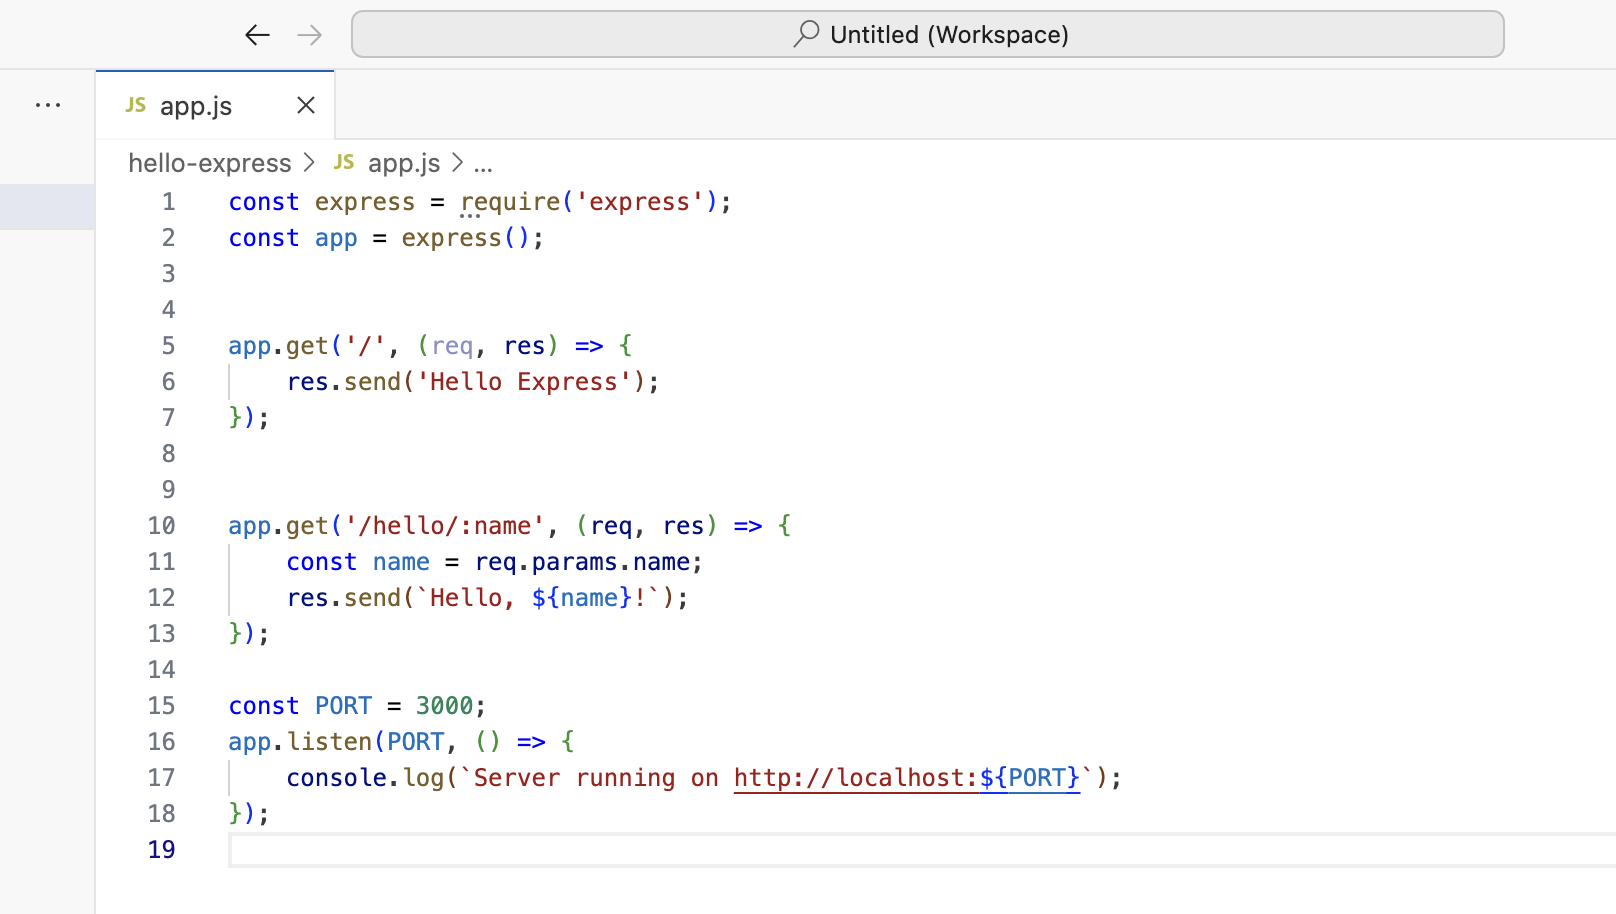 Untitled (Workspace)
JS app.js
hello-express > JS app.js > ...
1 const express = require('express');
2 const app = express();
3
4
5 app.get('/', (req, res) => {
6     res.send('Hello Express');
7 });
8
9
10 app.get('/hello/:name', (req, res) => {
11     const name = req.params.name;
12     res.send(`Hello, ${name}!`);
13 });
14
15 const PORT = 3000;
16 app.listen(PORT, () => {
17     console.log(`Server running on http://localhost:${PORT}`);
18 });
19